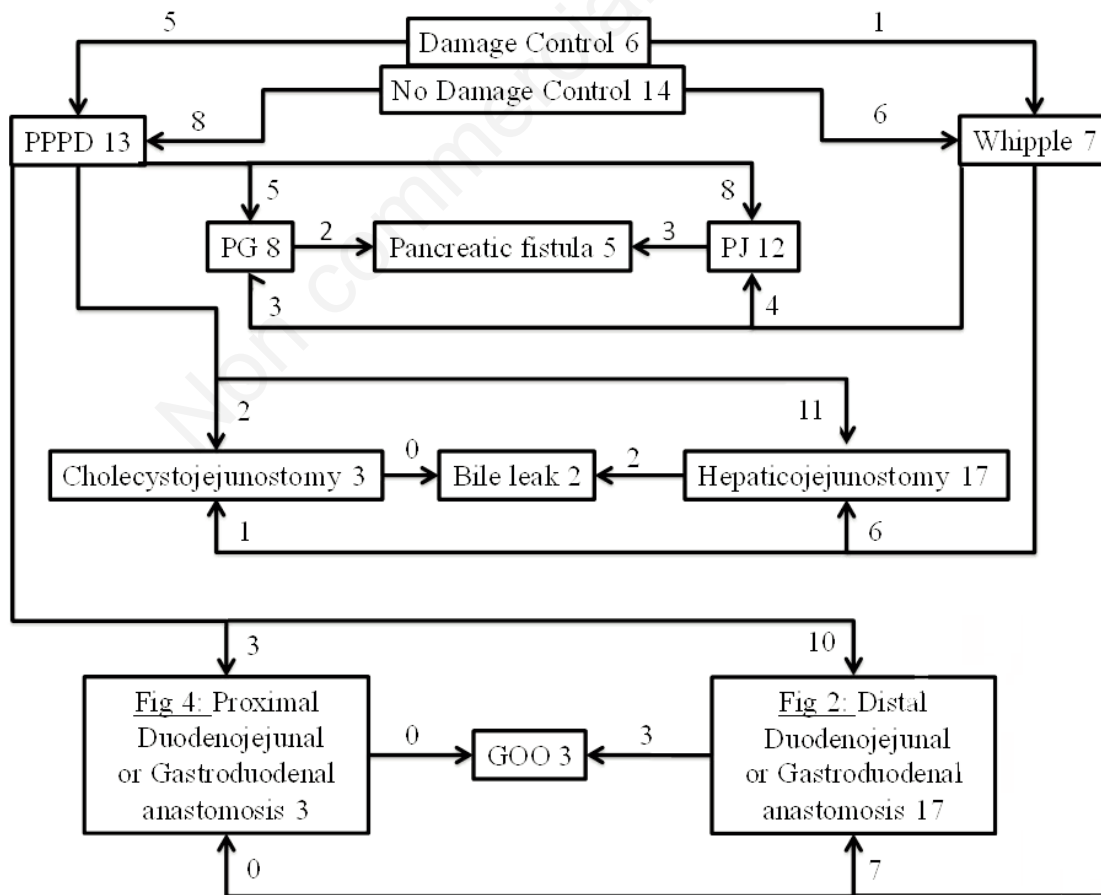 5
Damage Control 6
1
No Damage Control 14
8
6
PPPD 13
Whipple 7
5
8
PG 8
2
Pancreatic fistula 5
3
PJ 12
3
4
2
11
Cholecystojejunostomy 3
0
Bile leak 2
2
Hepaticojejunostomy 17
1
6
3
10
Fig 4: Proximal
Duodenojejunal
or Gastroduodenal
anastomosis 3
0
GOO 3
3
Fig 2: Distal
Duodenojejunal
or Gastroduodenal
anastomosis 17
0
7
Non commercial